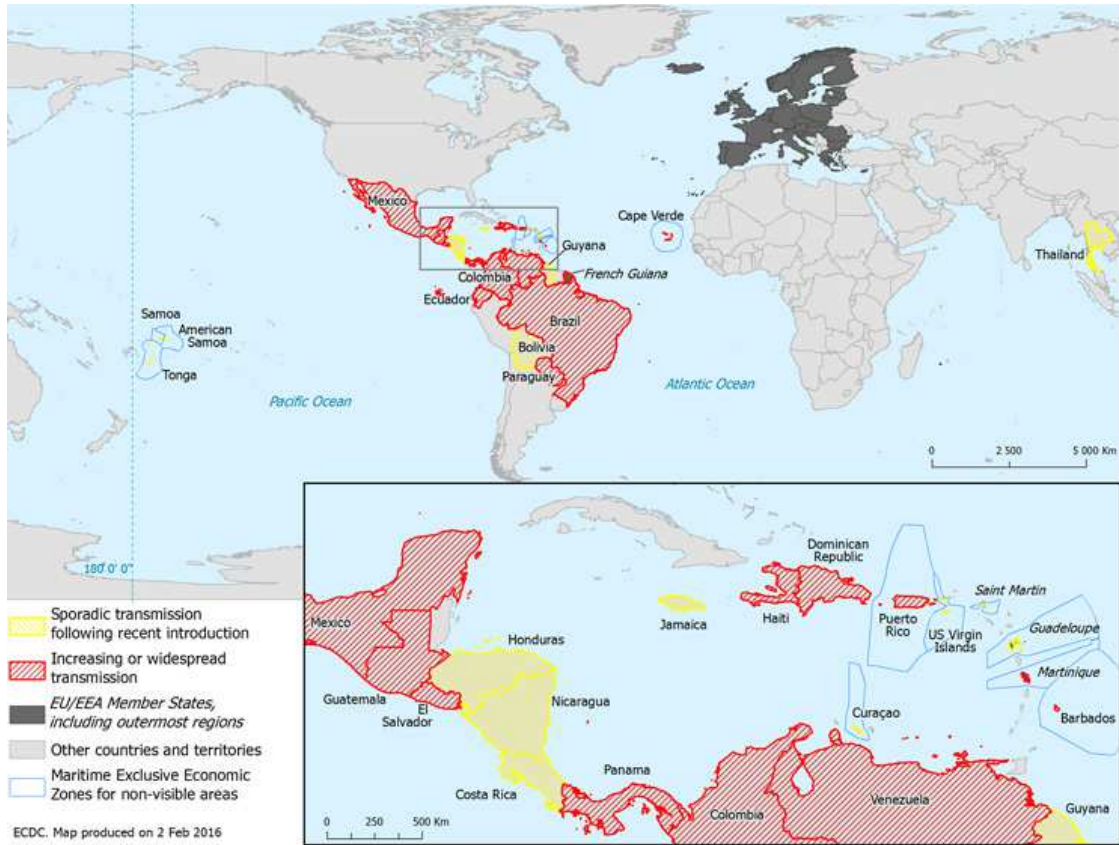 Mexico
Cape Verde
Guyana
French Guiana
Colombia
Ecuador
Brazil
Bolivia
Paraguay
Thailand
Samoa
American
Samoa
Tonga
Pacific Ocean
Atlantic Ocean
0 2 500 5 000 Km
180° 0' 0"
Sporadic transmission
following recent introduction
Increasing or widespread
transmission
EU/EEA Member States,
including outermost regions
Other countries and territories
Maritime Exclusive Economic
Zones for non-visible areas
ECDC. Map produced on 2 Feb 2016
Dominican
Republic
Saint Martin
Mexico
Honduras
Jamaica
Haiti
Puerto
Rico
US Virgin
Islands
Guadeloupe
Martinique
Guatemala
El
Salvador
Nicaragua
Curaçao
Barbados
Panama
Costa Rica
Colombia
Venezuela
Guyana
0 250 500 Km